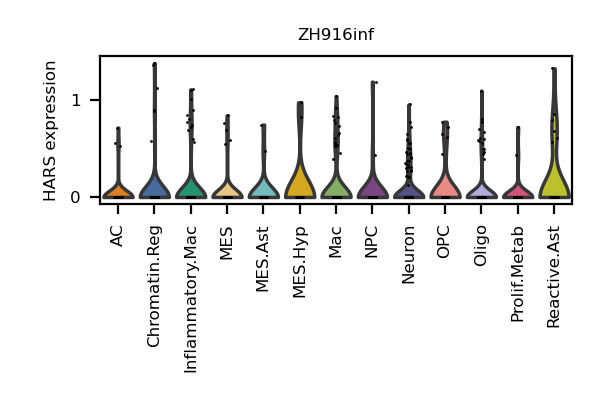 ZH916inf
HARS expression
1
0
AC
Chromatin.Reg
Inflammatory.Mac
MES
MES.Ast
MES.Hyp
Mac
NPC
Neuron
OPC
Oligo
Prolif.Metab
Reactive.Ast